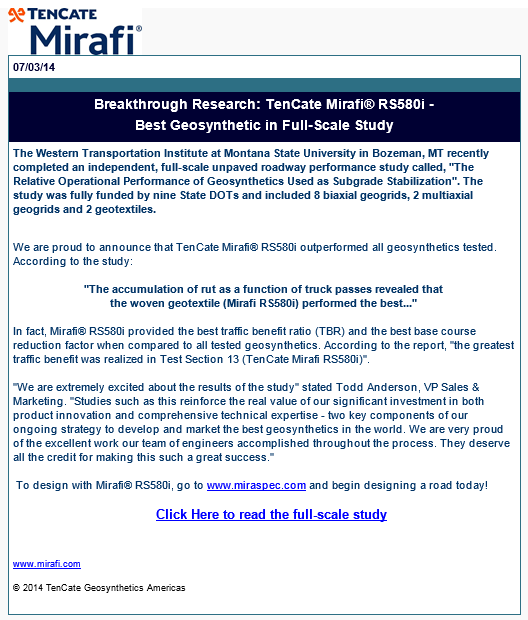 TENCATE
Mirafi®
07/03/14
Breakthrough Research: TenCate Mirafi® RS580i -
Best Geosynthetic in Full-Scale Study
The Western Transportation Institute at Montana State University in Bozeman, MT recently
completed an independent, full-scale unpaved roadway performance study called, "The
Relative Operational Performance of Geosynthetics Used as Subgrade Stabilization". The
study was fully funded by nine State DOTs and included 8 biaxial geogrids, 2 multiaxial
geogrids and 2 geotextiles.
We are proud to announce that TenCate Mirafi® RS580i outperformed all geosynthetics tested.
According to the study:
"The accumulation of rut as a function of truck passes revealed that
the woven geotextile (Mirafi RS580i) performed the best..."
In fact, Mirafi® RS580i provided the best traffic benefit ratio (TBR) and the best base course
reduction factor when compared to all tested geosynthetics. According to the report, "the greatest
traffic benefit was realized in Test Section 13 (TenCate Mirafi RS580i)".
"We are extremely excited about the results of the study" stated Todd Anderson, VP Sales &
Marketing. "Studies such as this reinforce the real value of our significant investment in both
product innovation and comprehensive technical expertise - two key components of our
ongoing strategy to develop and market the best geosynthetics in the world. We are very proud
of the excellent work our team of engineers accomplished throughout the process. They deserve
all the credit for making this such a great success."
To design with Mirafi® RS580i, go to www.miraspec.com and begin designing a road today!
Click Here to read the full-scale study
www.mirafi.com
© 2014 TenCate Geosynthetics Americas